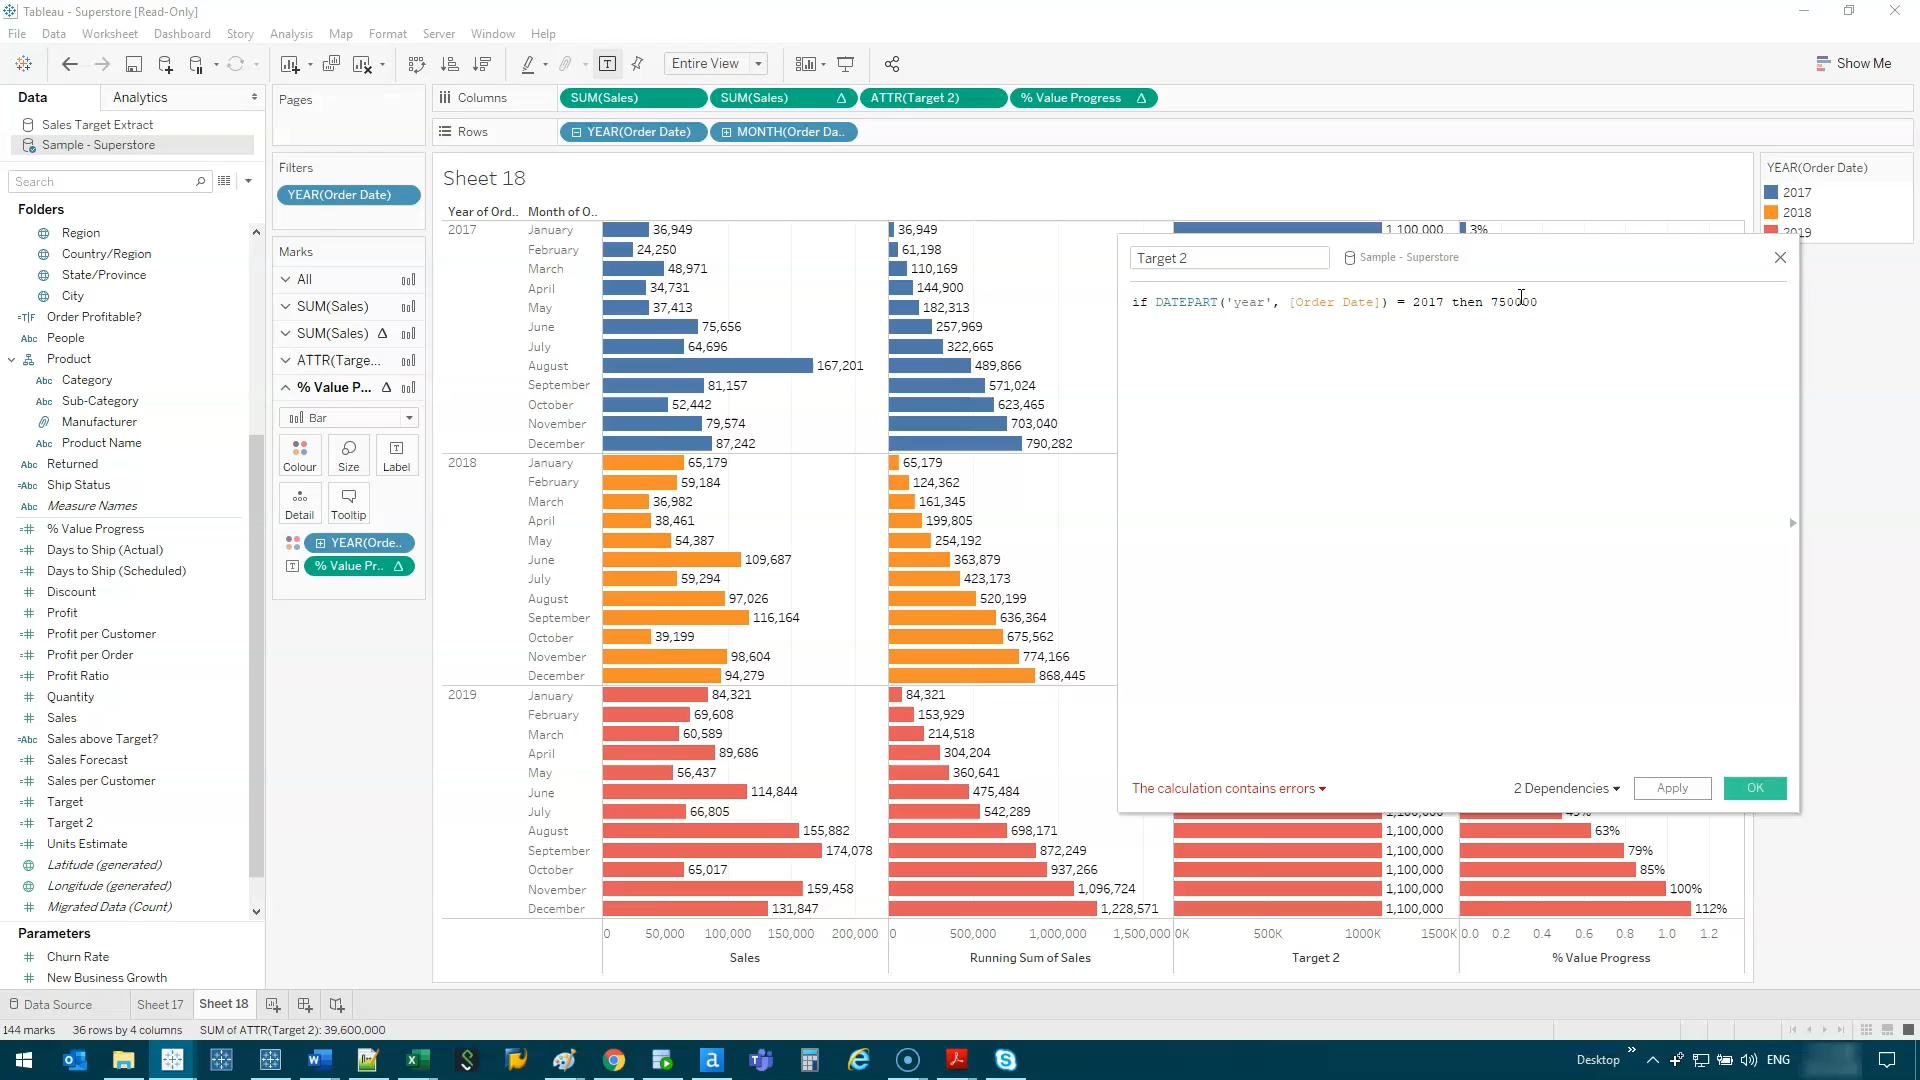 Tableau - Superstore [Read-Only]
File Data Worksheet Dashboard Story Analysis Map Format Server Window Help
Entire View
Show Me
Data
Analytics
Sales Target Extract
Sample - Superstore
Search
Folders
Region
Country/Region
State/Province
City
=T|F Order Profitable?
Abc People
Product
Abc Category
Abc Sub-Category
Manufacturer
Abc Product Name
Abc Returned
=Abc Ship Status
Abc Measure Names
=# % Value Progress
=# Days to Ship (Actual)
=# Days to Ship (Scheduled)
# Discount
# Profit
=# Profit per Customer
=# Profit per Order
=# Profit Ratio
# Quantity
# Sales
=Abc Sales above Target?
=# Sales Forecast
=# Sales per Customer
=# Target
=# Target 2
=# Units Estimate
Latitude (generated)
Longitude (generated)
# Migrated Data (Count)
Parameters
# Churn Rate
# New Business Growth
Pages
Filters
YEAR(Order Date)
Marks
All
SUM(Sales)
SUM(Sales) Δ
ATTR(Targe...
% Value P... Δ
Bar
Colour
Size
Label
Detail
Tooltip
YEAR(Orde..
% Value Pr.. Δ
Columns
SUM(Sales)
SUM(Sales) Δ
ATTR(Target 2)
% Value Progress Δ
Rows
YEAR(Order Date)
MONTH(Order Da..
Sheet 18
Year of Ord.. Month of O..
2017 January 36,949 36,949 1,100,000 3%
February 24,250 61,198
March 48,971 110,169
April 34,731 144,900
May 37,413 182,313
June 75,656 257,969
July 64,696 322,665
August 167,201 489,866
September 81,157 571,024
October 52,442 623,465
November 79,574 703,040
December 87,242 790,282
2018 January 65,179 65,179
February 59,184 124,362
March 36,982 161,345
April 38,461 199,805
May 54,387 254,192
June 109,687 363,879
July 59,294 423,173
August 97,026 520,199
September 116,164 636,364
October 39,199 675,562
November 98,604 774,166
December 94,279 868,445
2019 January 84,321 84,321
February 69,608 153,929
March 60,589 214,518
April 89,686 304,204
May 56,437 360,641
June 114,844 475,484
July 66,805 542,289 1,100,000 49%
August 155,882 698,171 1,100,000 63%
September 174,078 872,249 1,100,000 79%
October 65,017 937,266 1,100,000 85%
November 159,458 1,096,724 1,100,000 100%
December 131,847 1,228,571 1,100,000 112%
0 50,000 100,000 150,000 200,000 0 500,000 1,000,000 1,500,000 0K 500K 1000K 1500K 0.0 0.2 0.4 0.6 0.8 1.0 1.2
Sales Running Sum of Sales Target 2 % Value Progress
YEAR(Order Date)
2017
2018
2019
Target 2
Sample - Superstore
if DATEPART('year', [Order Date]) = 2017 then 750000
The calculation contains errors
2 Dependencies
Apply
OK
Data Source
Sheet 17
Sheet 18
144 marks 36 rows by 4 columns SUM of ATTR(Target 2): 39,600,000
Desktop
ENG